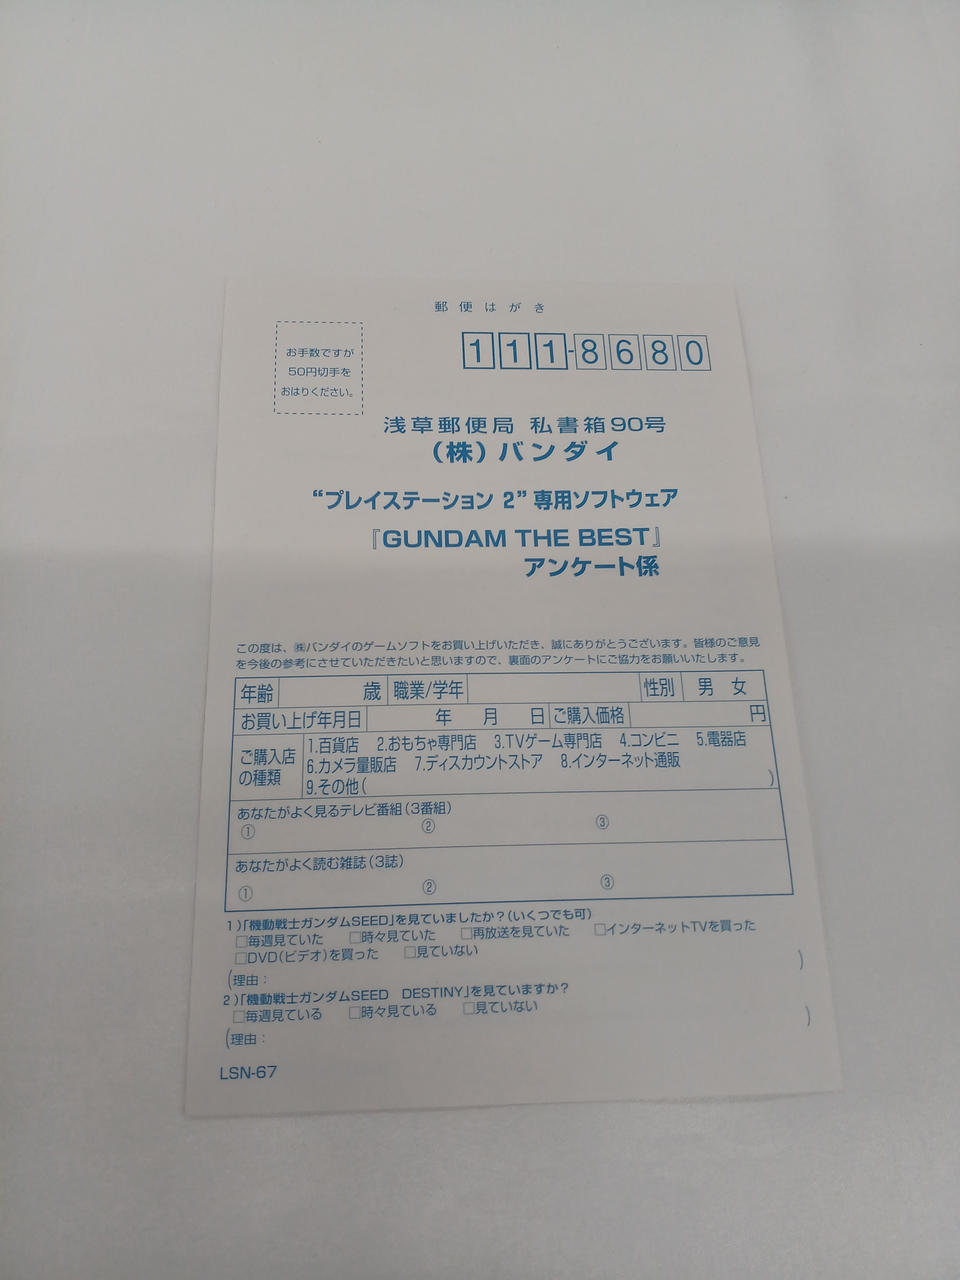 郵便はがき
お手数ですが
50円切手を
おはりください。
111-8680
浅草郵便局 私書箱90号
(株)バンダイ
“プレイステーション 2”専用ソフトウェア
『GUNDAM THE BEST』
アンケート係
この度は、㈱バンダイのゲームソフトをお買い上げいただき、誠にありがとうございます。皆様のご意見
を今後の参考にさせていただきたいと思いますので、裏面のアンケートにご協力をお願いいたします。
年齢 歳 職業/学年 性別 男 女
お買い上げ年月日 年 月 日 ご購入価格 円
ご購入店
の種類
1.百貨店 2.おもちゃ専門店 3.TVゲーム専門店 4.コンビニ 5.電器店
6.カメラ量販店 7.ディスカウントストア 8.インターネット通販
9.その他( )
あなたがよく見るテレビ番組(3番組)
① ② ③
あなたがよく読む雑誌(3誌)
① ② ③
1)「機動戦士ガンダムSEED」を見ていましたか?(いくつでも可)
□毎週見ていた □時々見ていた □再放送を見ていた □インターネットTVを買った
□DVD(ビデオ)を買った □見ていない
(理由: )
2)「機動戦士ガンダムSEED DESTINY」を見ていますか?
□毎週見ている □時々見ている □見ていない
(理由: )
LSN-67